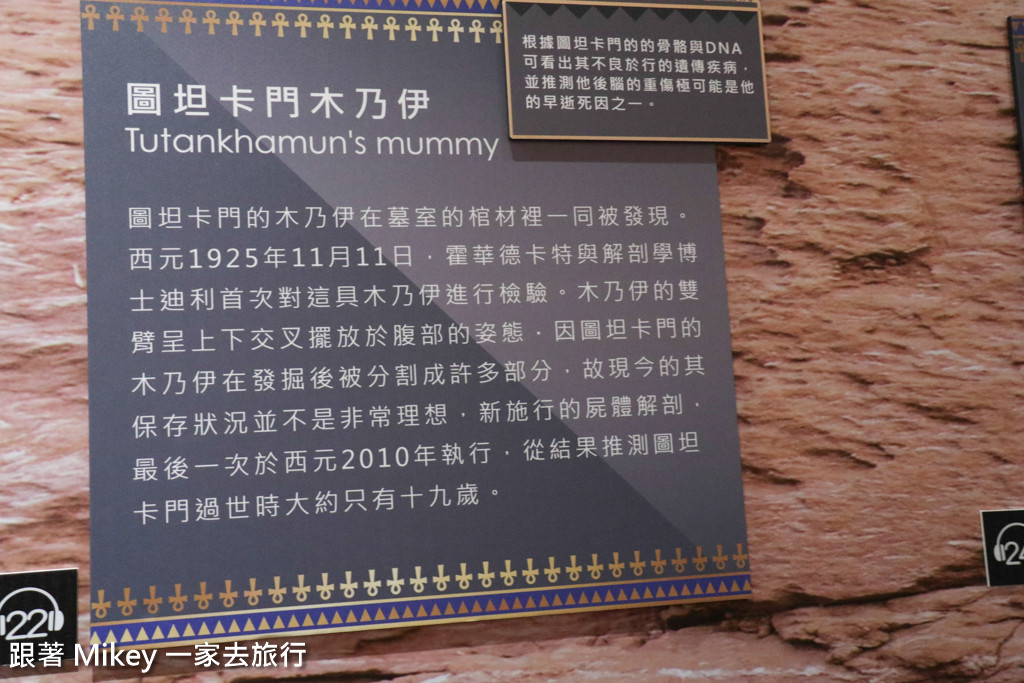 根據圖坦卡門的的骨骼與DNA
可看出其不良於行的遺傳疾病，
並推測他後腦的重傷極可能是他
的早逝死因之一。
圖坦卡門木乃伊
Tutankhamun's mummy
圖坦卡門的木乃伊在墓室的棺材裡一同被發現。
西元1925年11月11日，霍華德卡特與解剖學博
士迪利首次對這具木乃伊進行檢驗。木乃伊的雙
臂呈上下交叉擺放於腹部的姿態，因圖坦卡門的
木乃伊在發掘後被分割成許多部分，故現今的其
保存狀況並不是非常理想，新施行的屍體解剖，
最後一次於西元2010年執行，從結果推測圖坦
卡門過世時大約只有十九歲。
22
24
跟著 Mikey 一家去旅行